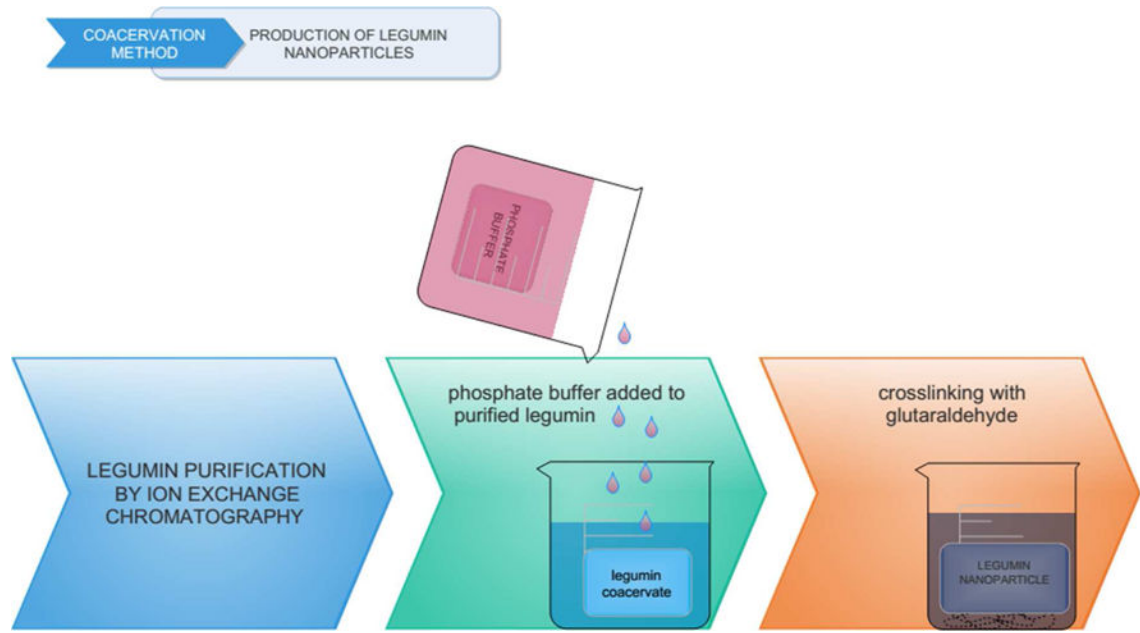 COACERVATION
METHOD
PRODUCTION OF LEGUMIN
NANOPARTICLES
PHOSPHATE
BUFFER
LEGUMIN PURIFICATION
BY ION EXCHANGE
CHROMATOGRAPHY
phosphate buffer added to
purified legumin
legumin
coacervate
crosslinking with
glutaraldehyde
LEGUMIN
NANOPARTICLE